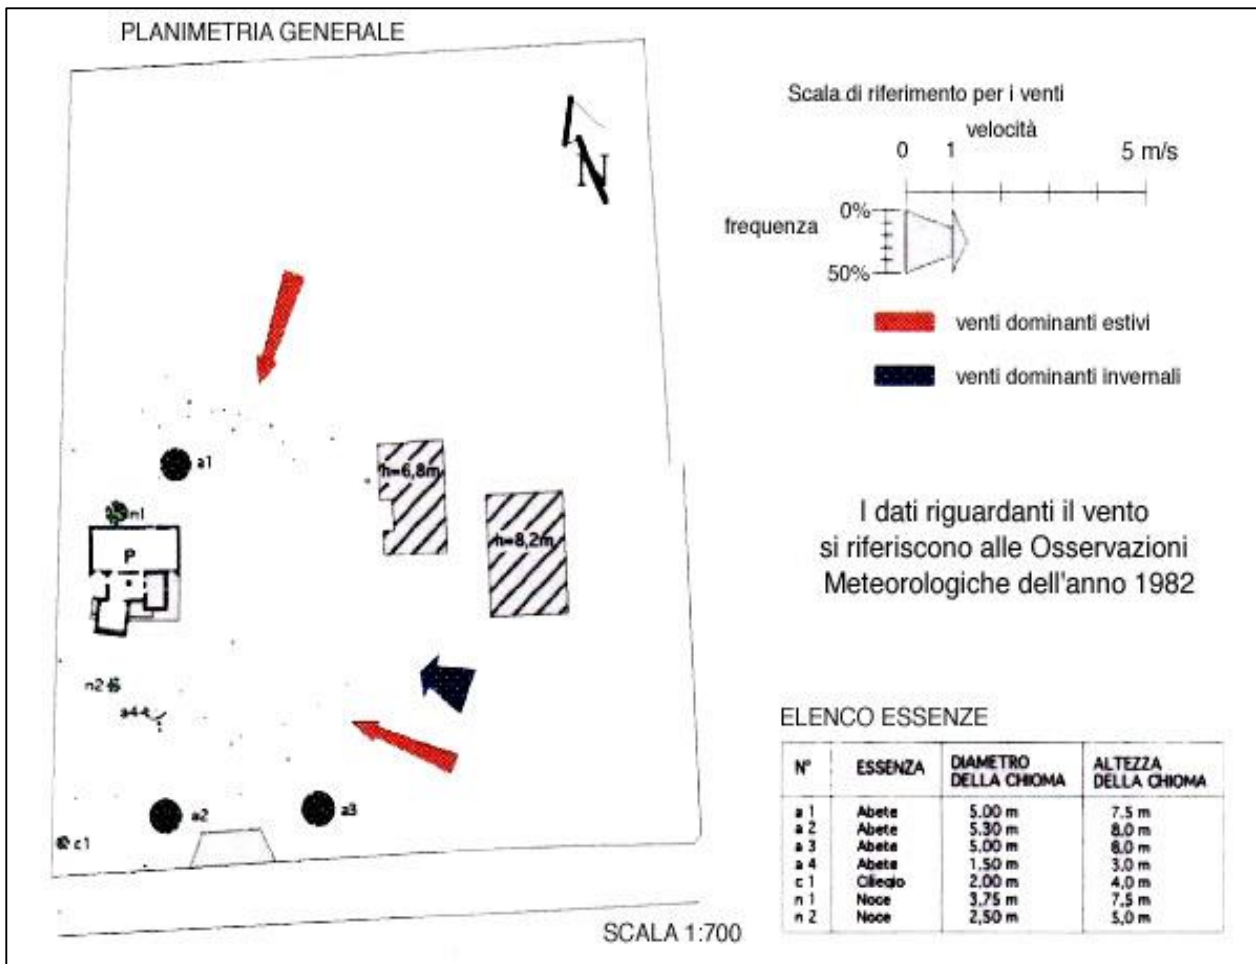 PLANIMETRIA GENERALE
N
a1
n1
P
h=6,8m
h=8,2m
n2
a4
a2
a3
c1
SCALA 1:700
Scala di riferimento per i venti
velocità
0 1 5 m/s
frequenza
0%
50%
venti dominanti estivi
venti dominanti invernali
I dati riguardanti il vento
si riferiscono alle Osservazioni
Meteorologiche dell'anno 1982
ELENCO ESSENZE
N° ESSENZA DIAMETRO DELLA CHIOMA ALTEZZA DELLA CHIOMA
a 1 Abete 5.00 m 7.5 m
a 2 Abete 5.30 m 8.0 m
a 3 Abete 5.00 m 8.0 m
a 4 Abete 1.50 m 3,0 m
c 1 Ciliegio 2,00 m 4,0 m
n 1 Noce 3,75 m 7,5 m
n 2 Noce 2,50 m 5,0 m